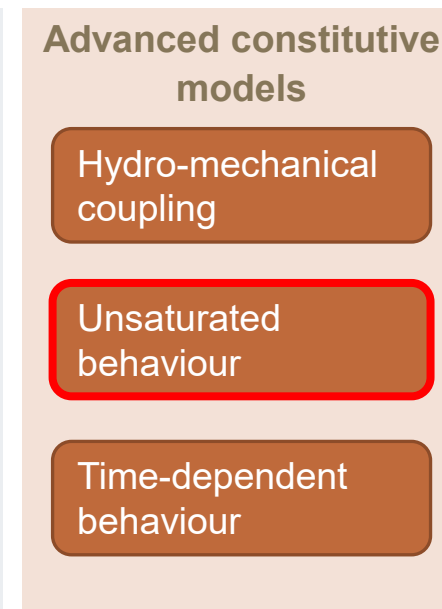 Advanced constitutive
models
Hydro-mechanical
coupling
Unsaturated
behaviour
Time-dependent
behaviour